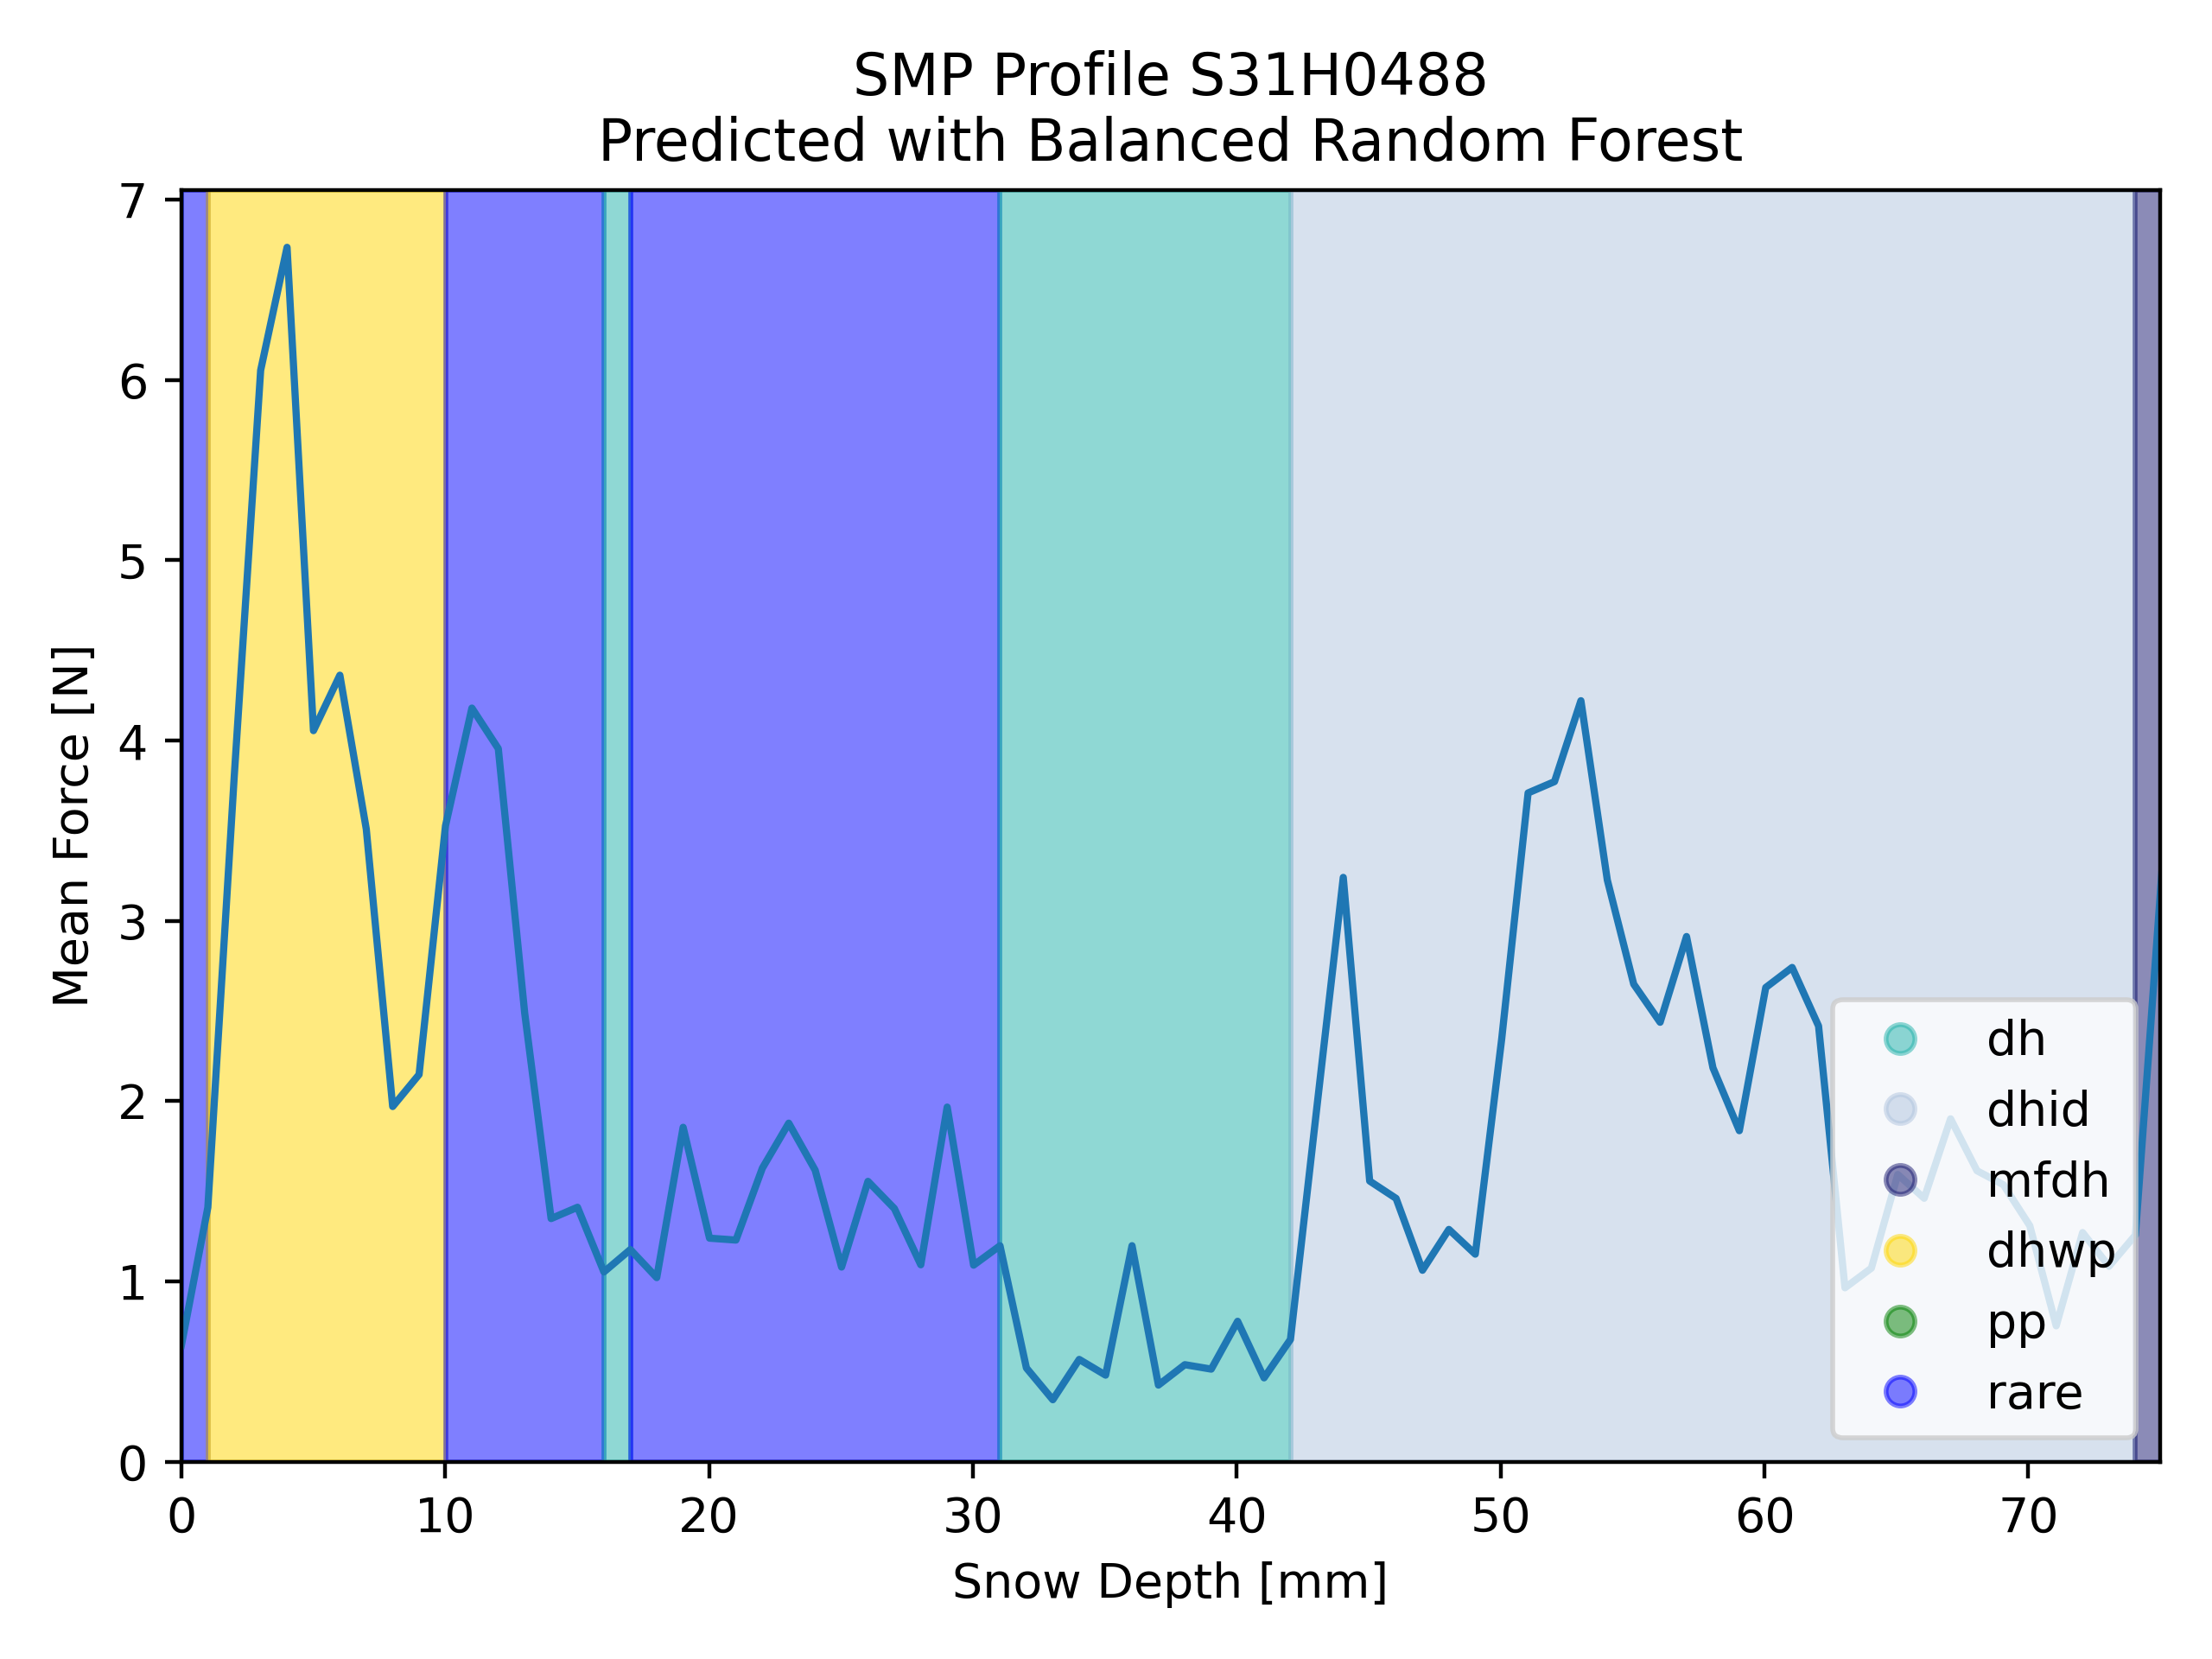 SMP Profile S31H0488
Predicted with Balanced Random Forest
Mean Force [N]
7
6
5
4
3
2
1
0
dh
dhid
mfdh
dhwp
pp
rare
0 10 20 30 40 50 60 70
Snow Depth [mm]